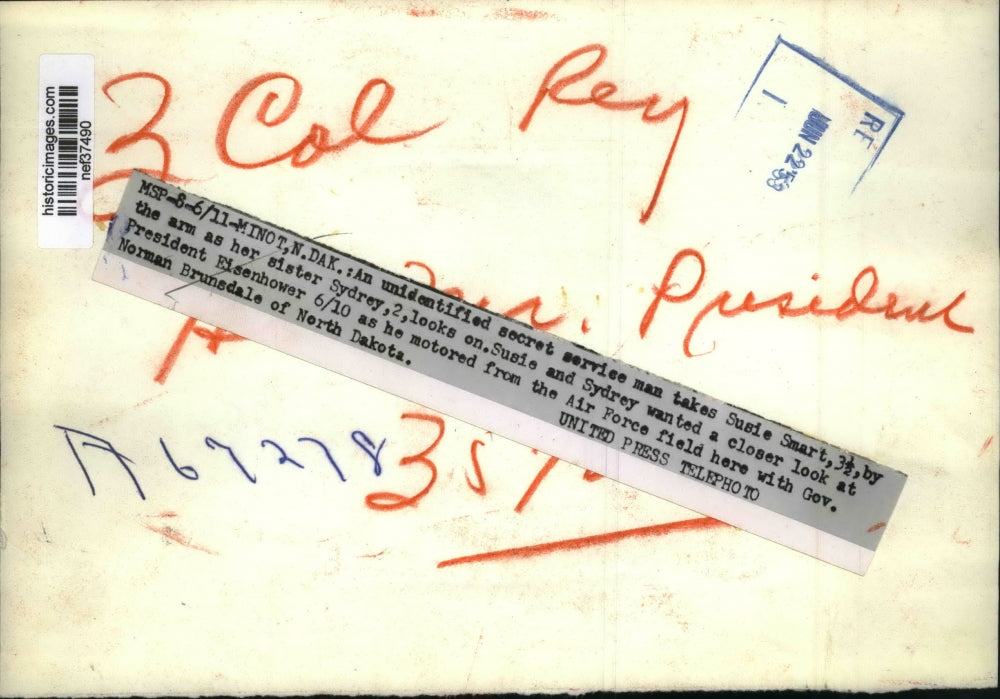 historicimages.com
nef37490
3 Col Rey
RE
JUN 22 53
MSP-8-6/11-MINOT,N.DAK.:An unidentified secret service man takes Susie Smart,3½,by
the arm as her sister Sydrey,2,looks on.Susie and Sydrey wanted a closer look at
President Eisenhower 6/10 as he motored from the Air Force field here with Gov.
Norman Brunsdale of North Dakota.
UNITED PRESS TELEPHOTO
President
A67278
35